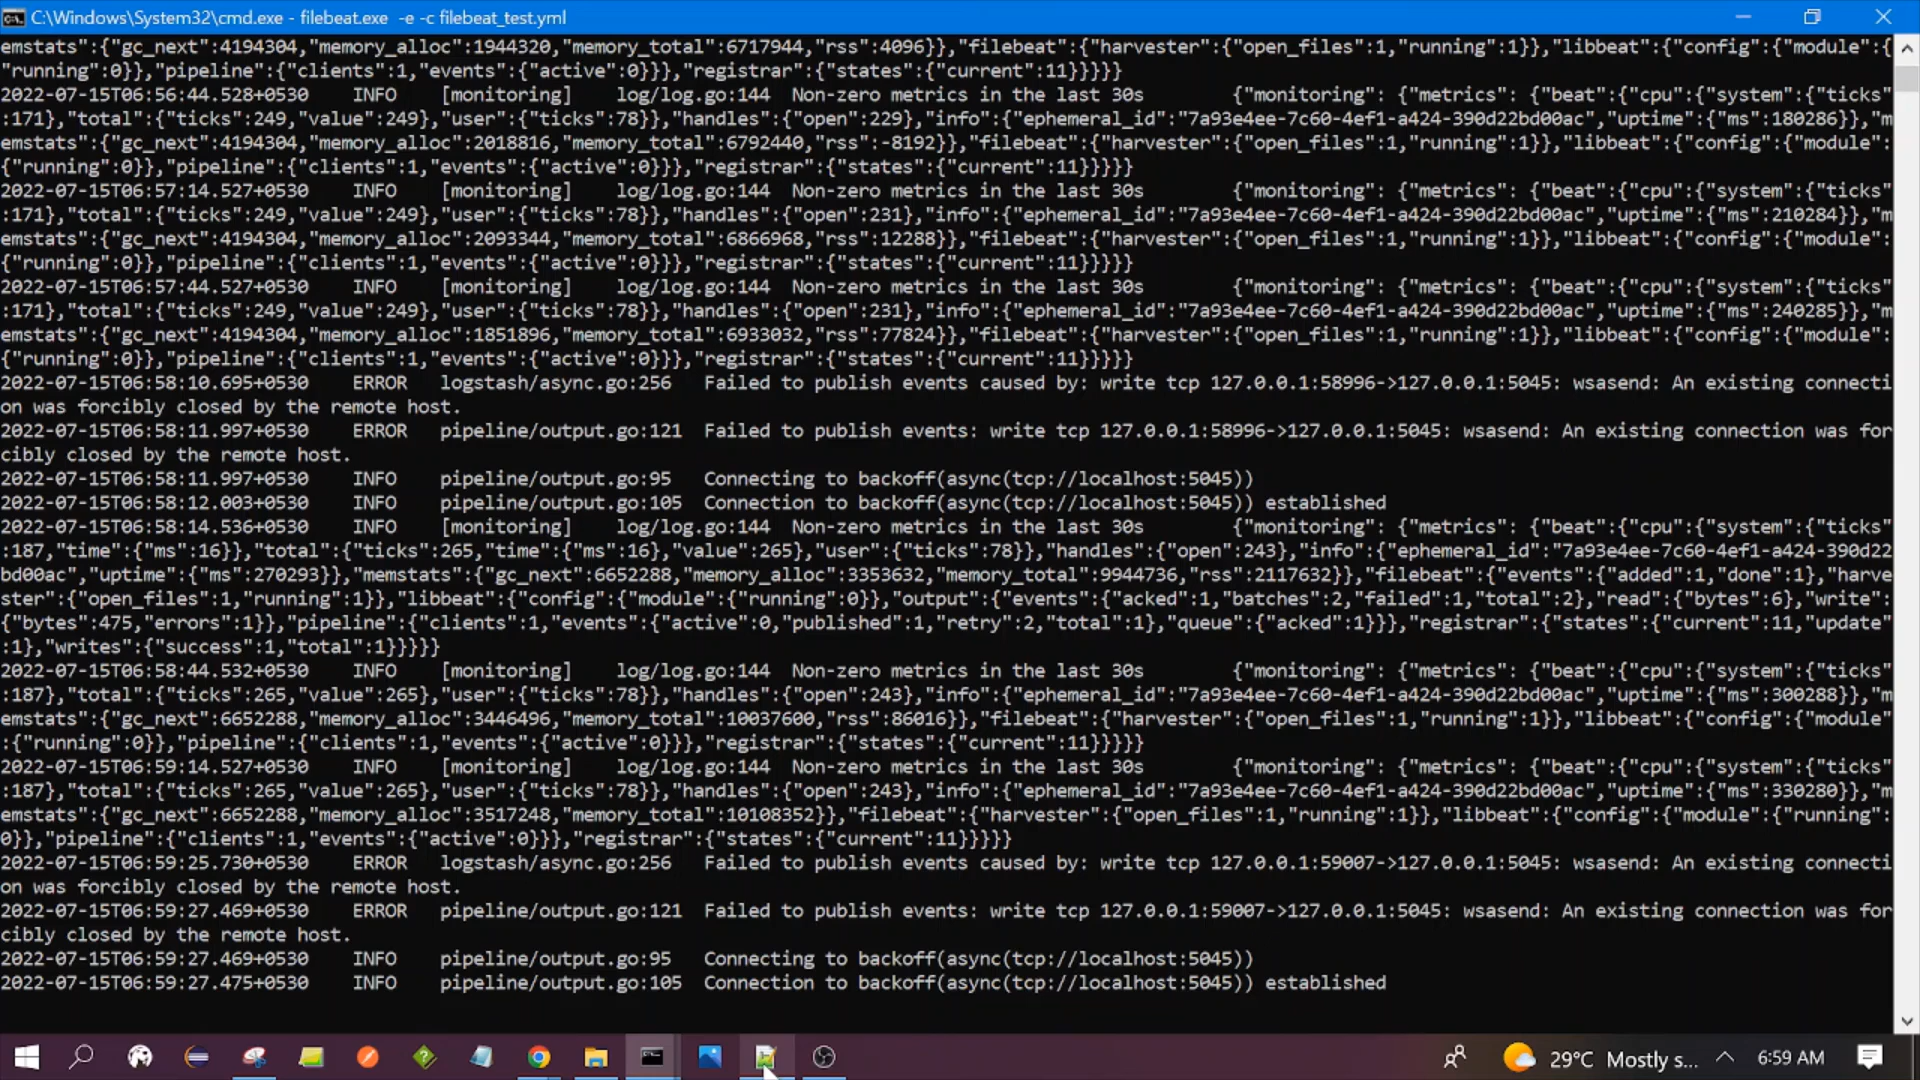 C:\Windows\System32\cmd.exe - filebeat.exe  -e -c filebeat_test.yml
emstats":{"gc_next":4194304,"memory_alloc":1944320,"memory_total":6717944,"rss":4096}},"filebeat":{"harvester":{"open_files":1,"running":1}},"libbeat":{"config":{"module":{
"running":0}},"pipeline":{"clients":1,"events":{"active":0}}},"registrar":{"states":{"current":11}}}}}
2022-07-15T06:56:44.528+0530    INFO    [monitoring]    log/log.go:144  Non-zero metrics in the last 30s        {"monitoring": {"metrics": {"beat":{"cpu":{"system":{"ticks"
:171},"total":{"ticks":249,"value":249},"user":{"ticks":78}},"handles":{"open":229},"info":{"ephemeral_id":"7a93e4ee-7c60-4ef1-a424-390d22bd00ac","uptime":{"ms":180286}},"m
emstats":{"gc_next":4194304,"memory_alloc":2018816,"memory_total":6792440,"rss":-8192}},"filebeat":{"harvester":{"open_files":1,"running":1}},"libbeat":{"config":{"module":
{"running":0}},"pipeline":{"clients":1,"events":{"active":0}}},"registrar":{"states":{"current":11}}}}}
2022-07-15T06:57:14.527+0530    INFO    [monitoring]    log/log.go:144  Non-zero metrics in the last 30s        {"monitoring": {"metrics": {"beat":{"cpu":{"system":{"ticks"
:171},"total":{"ticks":249,"value":249},"user":{"ticks":78}},"handles":{"open":231},"info":{"ephemeral_id":"7a93e4ee-7c60-4ef1-a424-390d22bd00ac","uptime":{"ms":210284}},"m
emstats":{"gc_next":4194304,"memory_alloc":2093344,"memory_total":6866968,"rss":12288}},"filebeat":{"harvester":{"open_files":1,"running":1}},"libbeat":{"config":{"module":
{"running":0}},"pipeline":{"clients":1,"events":{"active":0}}},"registrar":{"states":{"current":11}}}}}
2022-07-15T06:57:44.527+0530    INFO    [monitoring]    log/log.go:144  Non-zero metrics in the last 30s        {"monitoring": {"metrics": {"beat":{"cpu":{"system":{"ticks"
:171},"total":{"ticks":249,"value":249},"user":{"ticks":78}},"handles":{"open":231},"info":{"ephemeral_id":"7a93e4ee-7c60-4ef1-a424-390d22bd00ac","uptime":{"ms":240285}},"m
emstats":{"gc_next":4194304,"memory_alloc":1851896,"memory_total":6933032,"rss":77824}},"filebeat":{"harvester":{"open_files":1,"running":1}},"libbeat":{"config":{"module":
{"running":0}},"pipeline":{"clients":1,"events":{"active":0}}},"registrar":{"states":{"current":11}}}}}
2022-07-15T06:58:10.695+0530    ERROR   logstash/async.go:256   Failed to publish events caused by: write tcp 127.0.0.1:58996->127.0.0.1:5045: wsasend: An existing connecti
on was forcibly closed by the remote host.
2022-07-15T06:58:11.997+0530    ERROR   pipeline/output.go:121  Failed to publish events: write tcp 127.0.0.1:58996->127.0.0.1:5045: wsasend: An existing connection was for
cibly closed by the remote host.
2022-07-15T06:58:11.997+0530    INFO    pipeline/output.go:95   Connecting to backoff(async(tcp://localhost:5045))
2022-07-15T06:58:12.003+0530    INFO    pipeline/output.go:105  Connection to backoff(async(tcp://localhost:5045)) established
2022-07-15T06:58:14.536+0530    INFO    [monitoring]    log/log.go:144  Non-zero metrics in the last 30s        {"monitoring": {"metrics": {"beat":{"cpu":{"system":{"ticks"
:187,"time":{"ms":16}},"total":{"ticks":265,"time":{"ms":16},"value":265},"user":{"ticks":78}},"handles":{"open":243},"info":{"ephemeral_id":"7a93e4ee-7c60-4ef1-a424-390d22
bd00ac","uptime":{"ms":270293}},"memstats":{"gc_next":6652288,"memory_alloc":3353632,"memory_total":9944736,"rss":2117632}},"filebeat":{"events":{"added":1,"done":1},"harve
ster":{"open_files":1,"running":1}},"libbeat":{"config":{"module":{"running":0}},"output":{"events":{"acked":1,"batches":2,"failed":1,"total":2},"read":{"bytes":6},"write":
{"bytes":475,"errors":1}},"pipeline":{"clients":1,"events":{"active":0,"published":1,"retry":2,"total":1},"queue":{"acked":1}}},"registrar":{"states":{"current":11,"update"
:1},"writes":{"success":1,"total":1}}}}}
2022-07-15T06:58:44.532+0530    INFO    [monitoring]    log/log.go:144  Non-zero metrics in the last 30s        {"monitoring": {"metrics": {"beat":{"cpu":{"system":{"ticks"
:187},"total":{"ticks":265,"value":265},"user":{"ticks":78}},"handles":{"open":243},"info":{"ephemeral_id":"7a93e4ee-7c60-4ef1-a424-390d22bd00ac","uptime":{"ms":300288}},"m
emstats":{"gc_next":6652288,"memory_alloc":3446496,"memory_total":10037600,"rss":86016}},"filebeat":{"harvester":{"open_files":1,"running":1}},"libbeat":{"config":{"module"
:{"running":0}},"pipeline":{"clients":1,"events":{"active":0}}},"registrar":{"states":{"current":11}}}}}
2022-07-15T06:59:14.527+0530    INFO    [monitoring]    log/log.go:144  Non-zero metrics in the last 30s        {"monitoring": {"metrics": {"beat":{"cpu":{"system":{"ticks"
:187},"total":{"ticks":265,"value":265},"user":{"ticks":78}},"handles":{"open":243},"info":{"ephemeral_id":"7a93e4ee-7c60-4ef1-a424-390d22bd00ac","uptime":{"ms":330280}},"m
emstats":{"gc_next":6652288,"memory_alloc":3517248,"memory_total":10108352}},"filebeat":{"harvester":{"open_files":1,"running":1}},"libbeat":{"config":{"module":{"running":
0}},"pipeline":{"clients":1,"events":{"active":0}}},"registrar":{"states":{"current":11}}}}}
2022-07-15T06:59:25.730+0530    ERROR   logstash/async.go:256   Failed to publish events caused by: write tcp 127.0.0.1:59007->127.0.0.1:5045: wsasend: An existing connecti
on was forcibly closed by the remote host.
2022-07-15T06:59:27.469+0530    ERROR   pipeline/output.go:121  Failed to publish events: write tcp 127.0.0.1:59007->127.0.0.1:5045: wsasend: An existing connection was for
cibly closed by the remote host.
2022-07-15T06:59:27.469+0530    INFO    pipeline/output.go:95   Connecting to backoff(async(tcp://localhost:5045))
2022-07-15T06:59:27.475+0530    INFO    pipeline/output.go:105  Connection to backoff(async(tcp://localhost:5045)) established
29°C  Mostly s...  6:59 AM